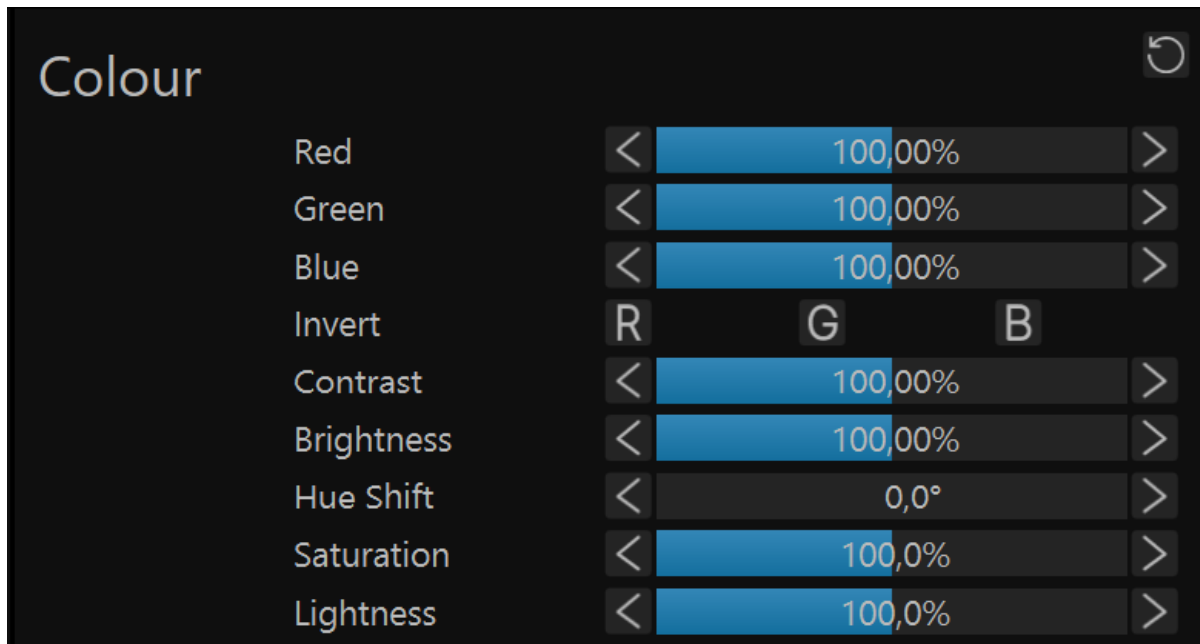 Colour
Red 100,00%
Green 100,00%
Blue 100,00%
Invert R G B
Contrast 100,00%
Brightness 100,00%
Hue Shift 0,0°
Saturation 100,0%
Lightness 100,0%